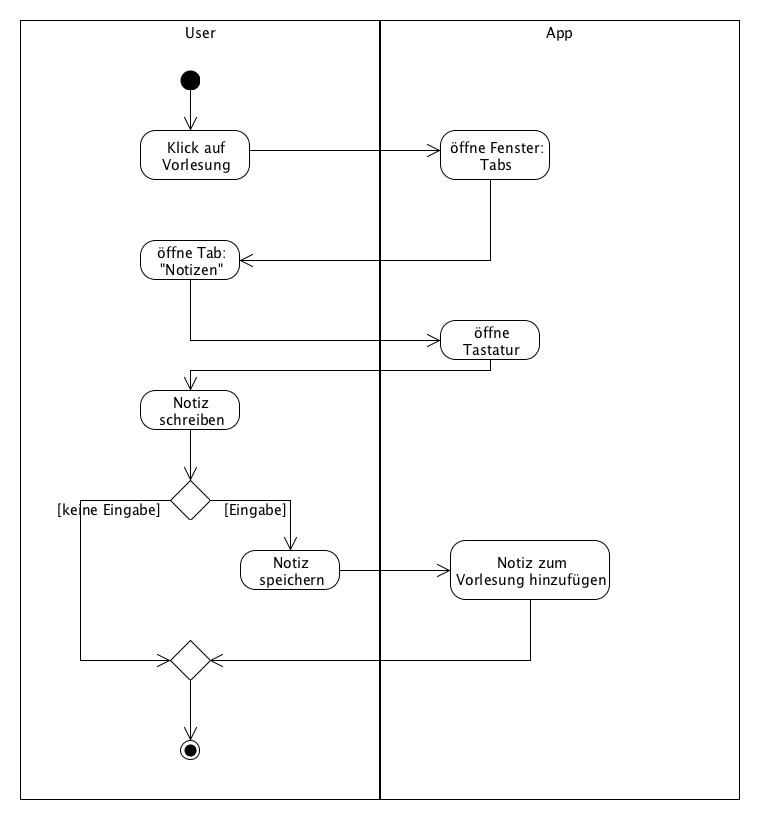 User
App
Klick auf
Vorlesung
öffne Fenster:
Tabs
öffne Tab:
"Notizen"
öffne
Tastatur
Notiz
schreiben
[keine Eingabe]
[Eingabe]
Notiz
speichern
Notiz zum
Vorlesung hinzufügen